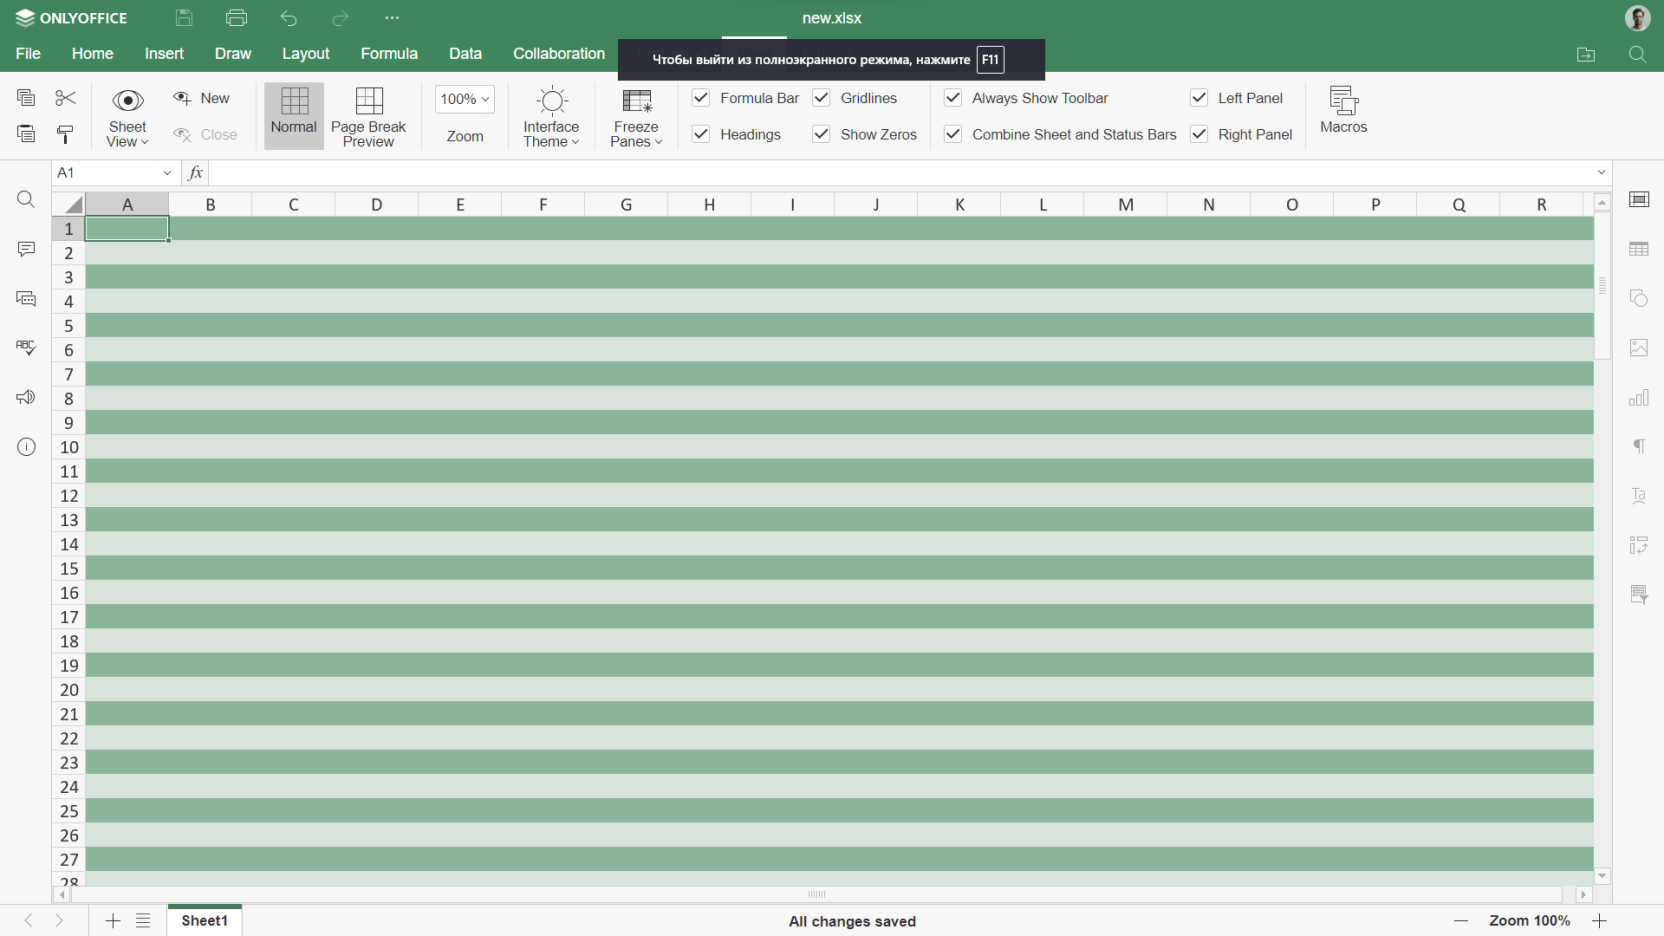 ONLYOFFICE
new.xlsx
File Home Insert Draw Layout Formula Data Collaboration
Чтобы выйти из полноэкранного режима, нажмите F11
Sheet View
New
Close
Normal
Page Break Preview
100%
Zoom
Interface Theme
Freeze Panes
Formula Bar
Gridlines
Headings
Show Zeros
Always Show Toolbar
Combine Sheet and Status Bars
Left Panel
Right Panel
Macros
A1 fx
A B C D E F G H I J K L M N O P Q R
1
2
3
4
5
6
7
8
9
10
11
12
13
14
15
16
17
18
19
20
21
22
23
24
25
26
27
28
ABC
Ta
Sheet1
All changes saved
Zoom 100%